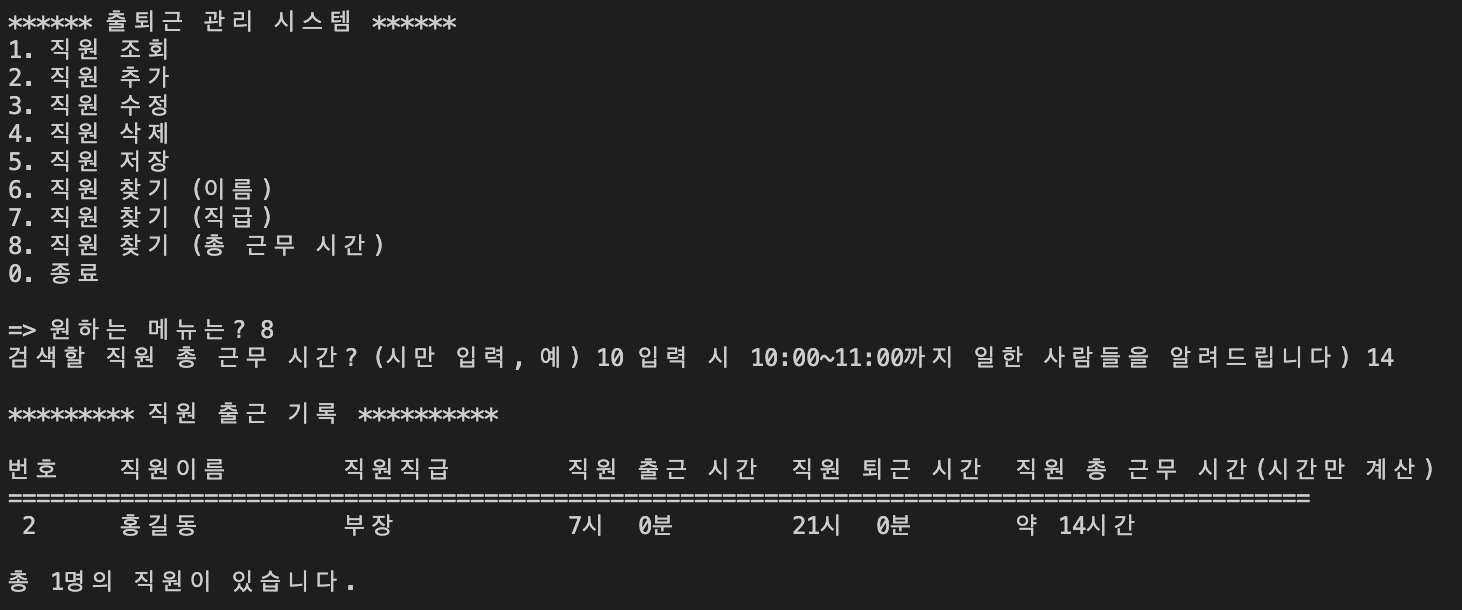 ****** 출퇴근 관리 시스템 ******
1. 직원 조회
2. 직원 추가
3. 직원 수정
4. 직원 삭제
5. 직원 저장
6. 직원 찾기 (이름)
7. 직원 찾기 (직급)
8. 직원 찾기 (총 근무 시간)
0. 종료
=> 원하는 메뉴는? 8
검색할 직원 총 근무 시간? (시만 입력, 예) 10 입력 시 10:00~11:00까지 일한 사람들을 알려드립니다) 14
********* 직원 출근 기록 **********
번호 직원이름 직원직급 직원 출근 시간 직원 퇴근 시간 직원 총 근무 시간(시간만 계산)
=============================================================================================
2 홍길동 부장 7시 0분 21시 0분 약 14시간
총 1명의 직원이 있습니다.